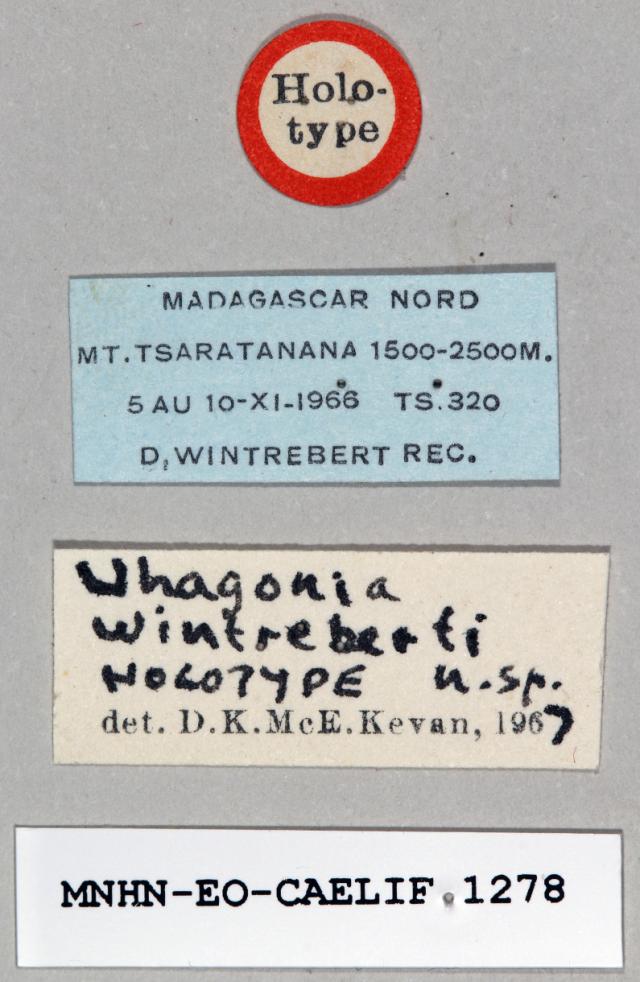 Holo-
type
MADAGASCAR NORD
MT.TSARATANANA 1500-2500M.
5 AU 10-XI-1966 TS.320
D, WINTREBERT REC.
Uhagonia
wintreberti
HOLOTYPE n.sp.
det. D.K.McE.Kevan, 1967
MNHN-EO-CAELIF 1278